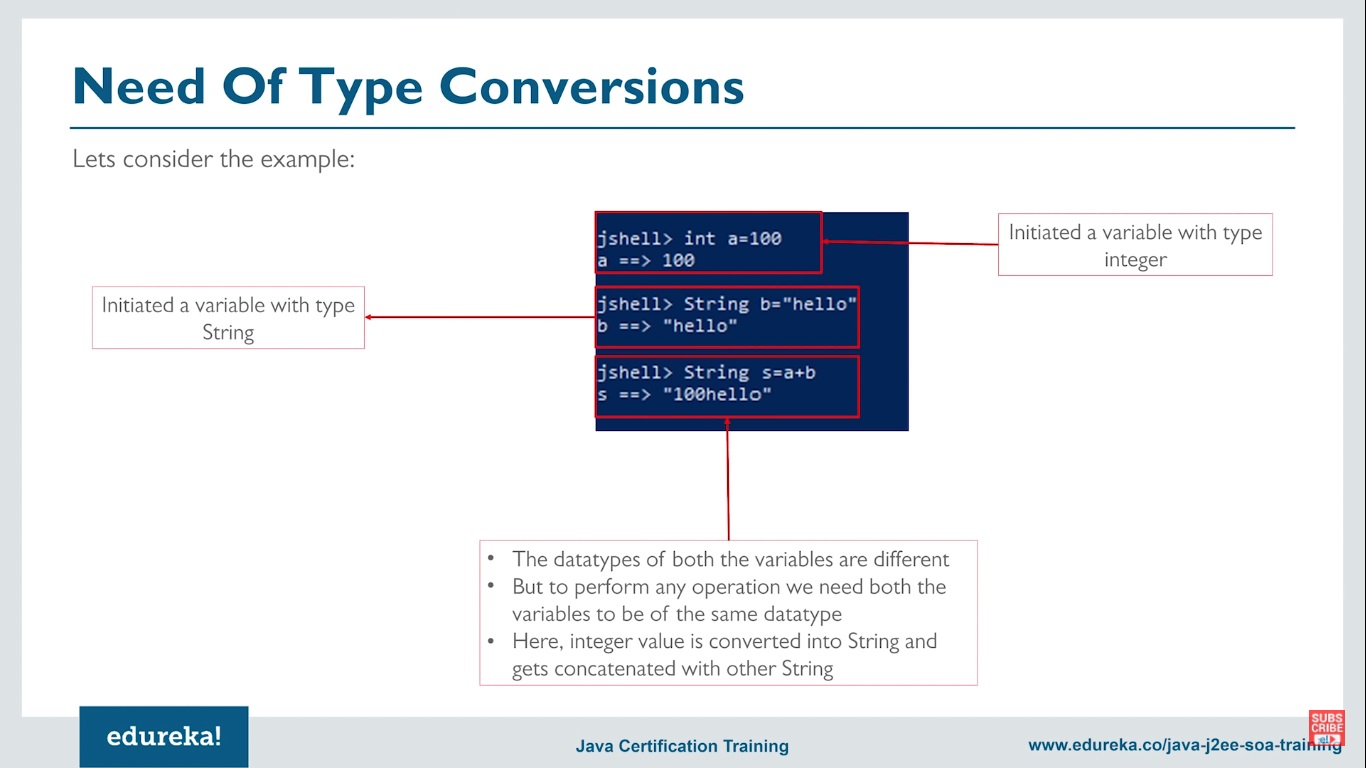 Need Of Type Conversions
Lets consider the example:
jshell> int a=100
a ==> 100
Initiated a variable with type
integer
jshell> String b="hello"
b ==> "hello"
Initiated a variable with type
String
jshell> String s=a+b
s ==> "100hello"
• The datatypes of both the variables are different
• But to perform any operation we need both the
variables to be of the same datatype
• Here, integer value is converted into String and
gets concatenated with other String
edureka!
Java Certification Training
www.edureka.co/java-j2ee-soa-training
SUBS
CRIBE